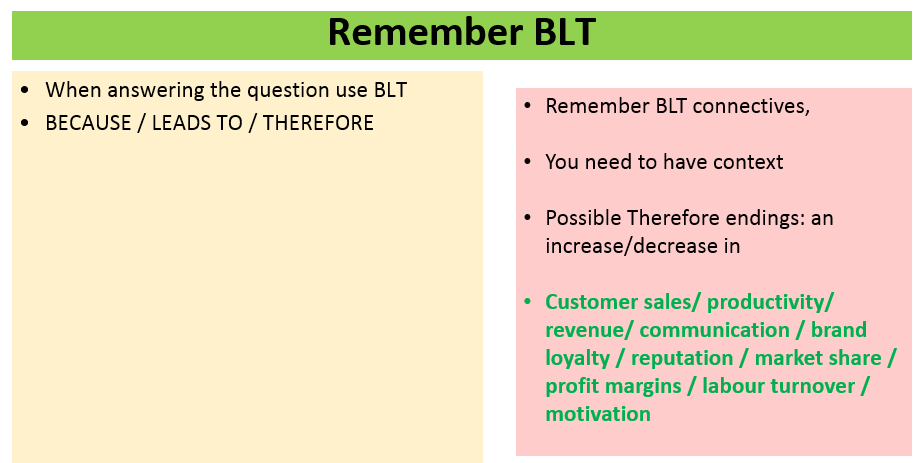 Remember BLT
• When answering the question use BLT
• BECAUSE / LEADS TO / THEREFORE
• Remember BLT connectives,
• You need to have context
• Possible Therefore endings: an
increase/decrease in
• Customer sales/ productivity/
revenue/ communication / brand
loyalty / reputation / market share /
profit margins / labour turnover /
motivation